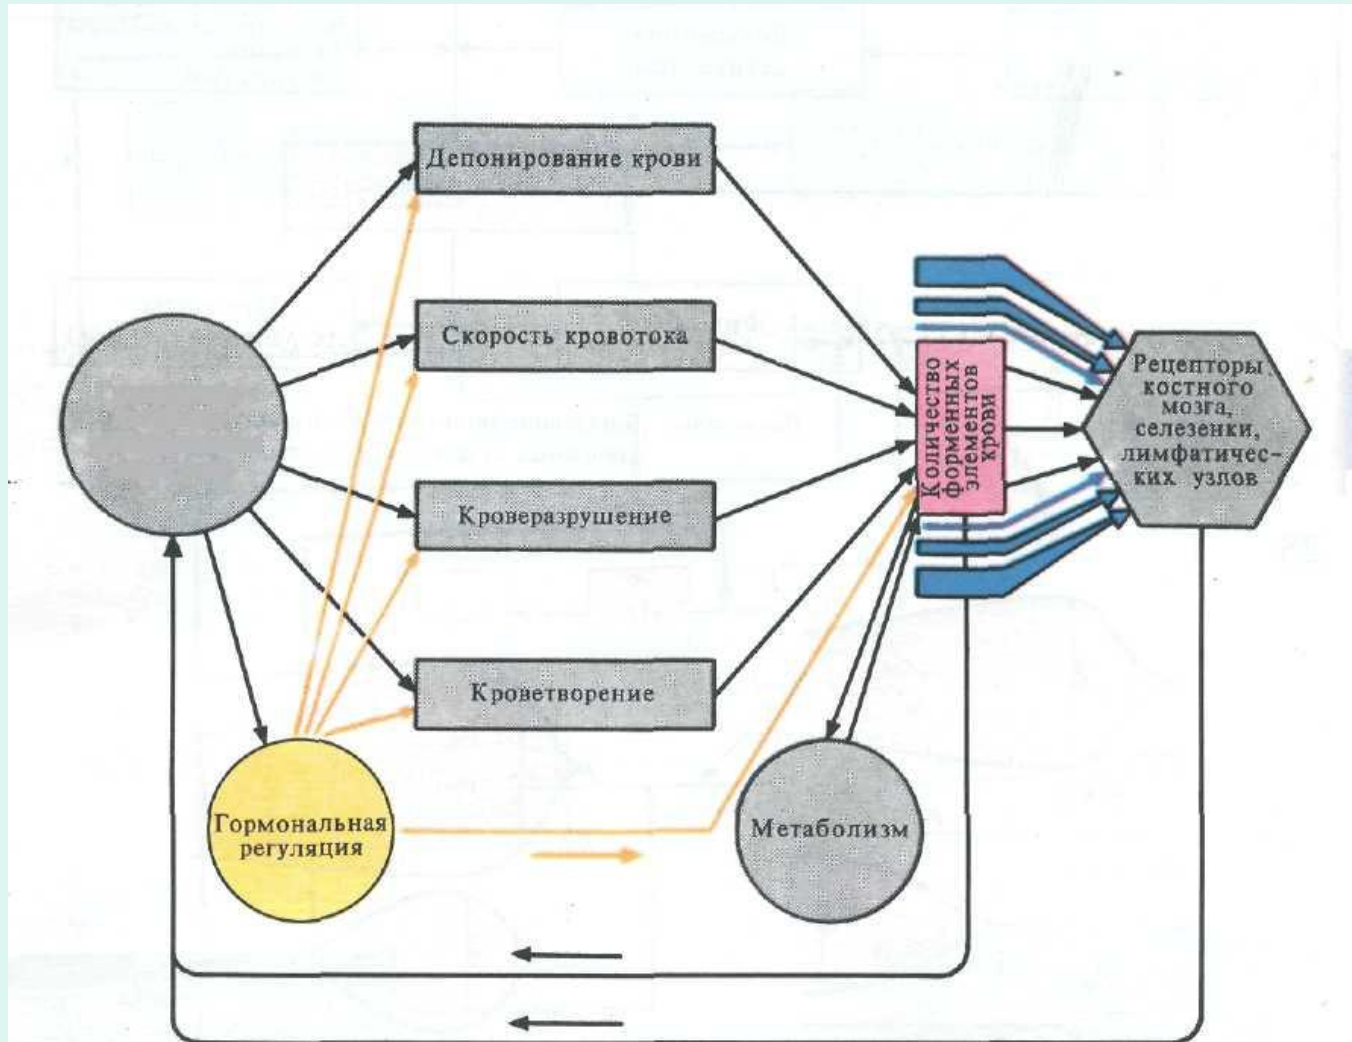 Депонирование крови
Скорость кровотока
Кроверазрушение
Кроветворение
Гормональная
регуляция
Метаболизм
Количество
форменных
элементов
крови
Рецепторы
костного
мозга,
селезенки,
лимфатичес-
ких узлов